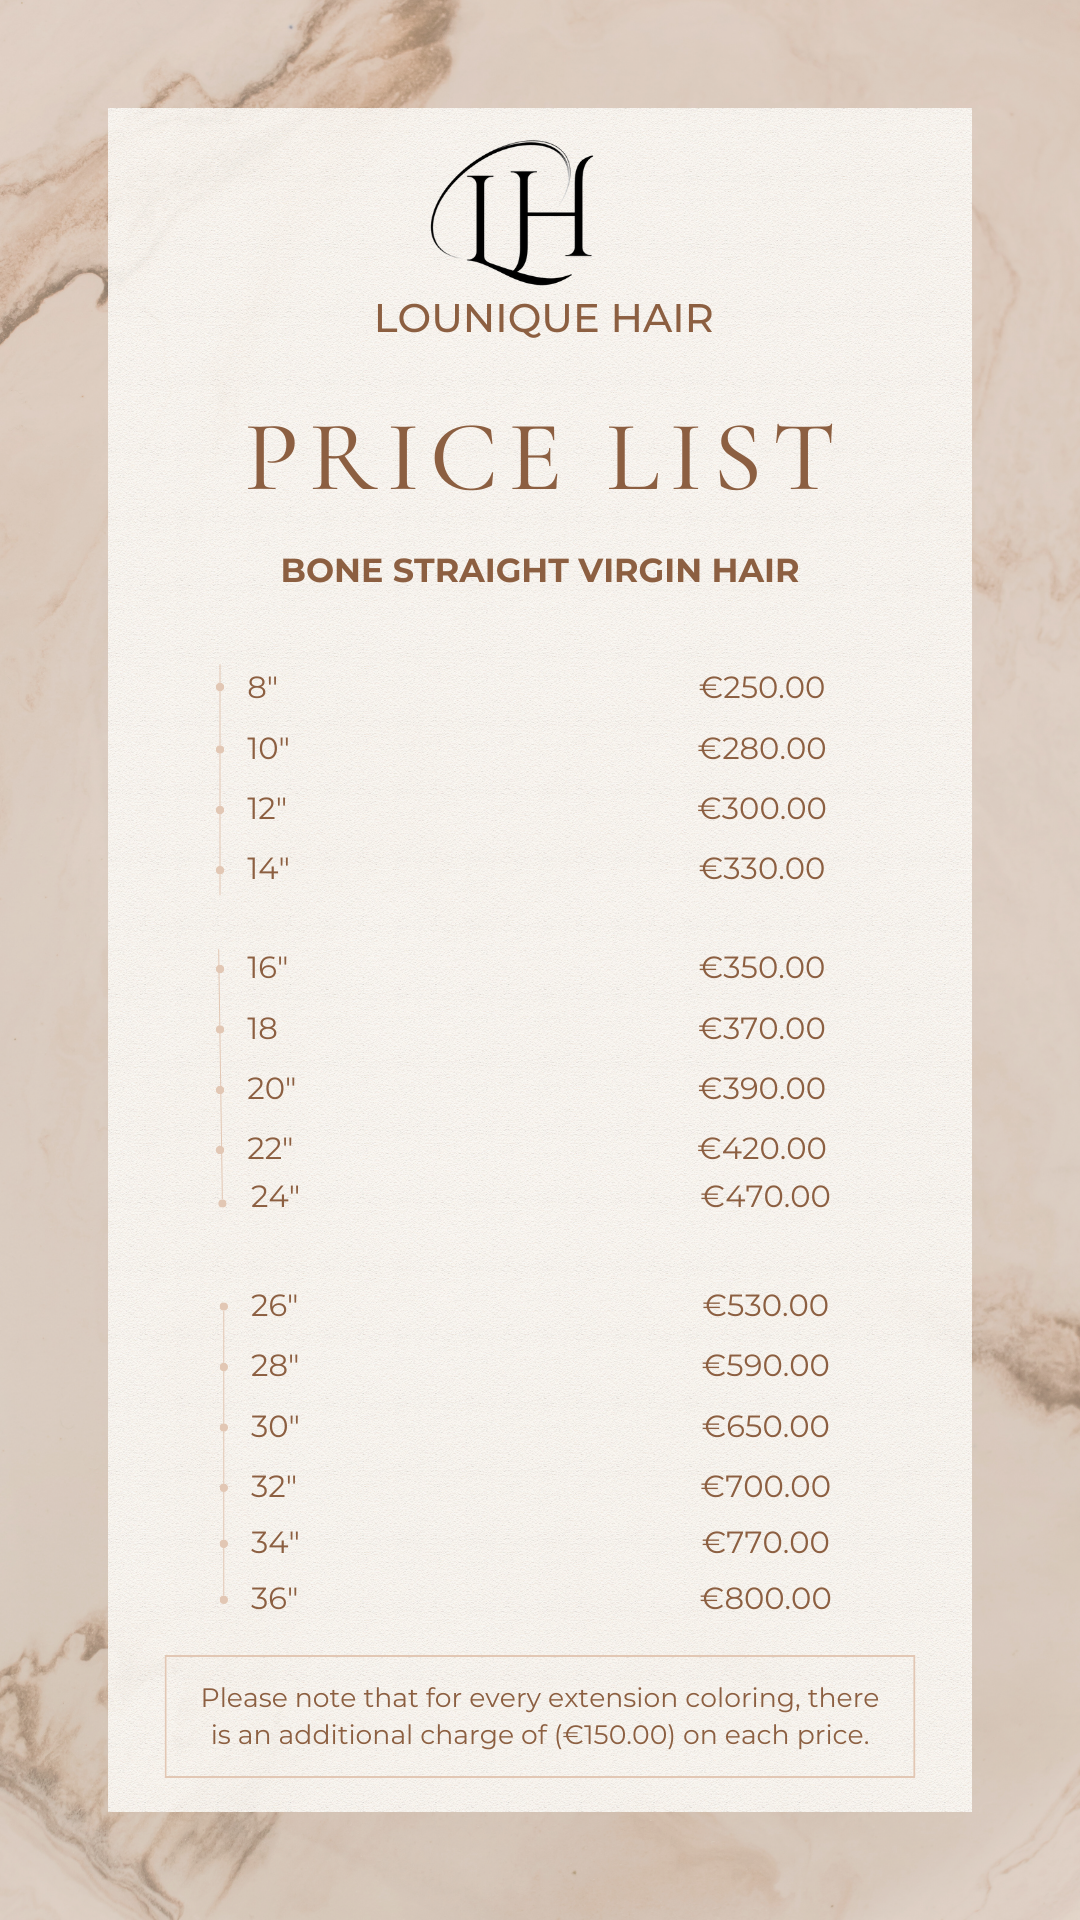 LH
LOUNIQUE HAIR
PRICE LIST
BONE STRAIGHT VIRGIN HAIR
8" €250.00
10" €280.00
12" €300.00
14" €330.00
16" €350.00
18 €370.00
20" €390.00
22" €420.00
24" €470.00
26" €530.00
28" €590.00
30" €650.00
32" €700.00
34" €770.00
36" €800.00
Please note that for every extension coloring, there
is an additional charge of (€150.00) on each price.